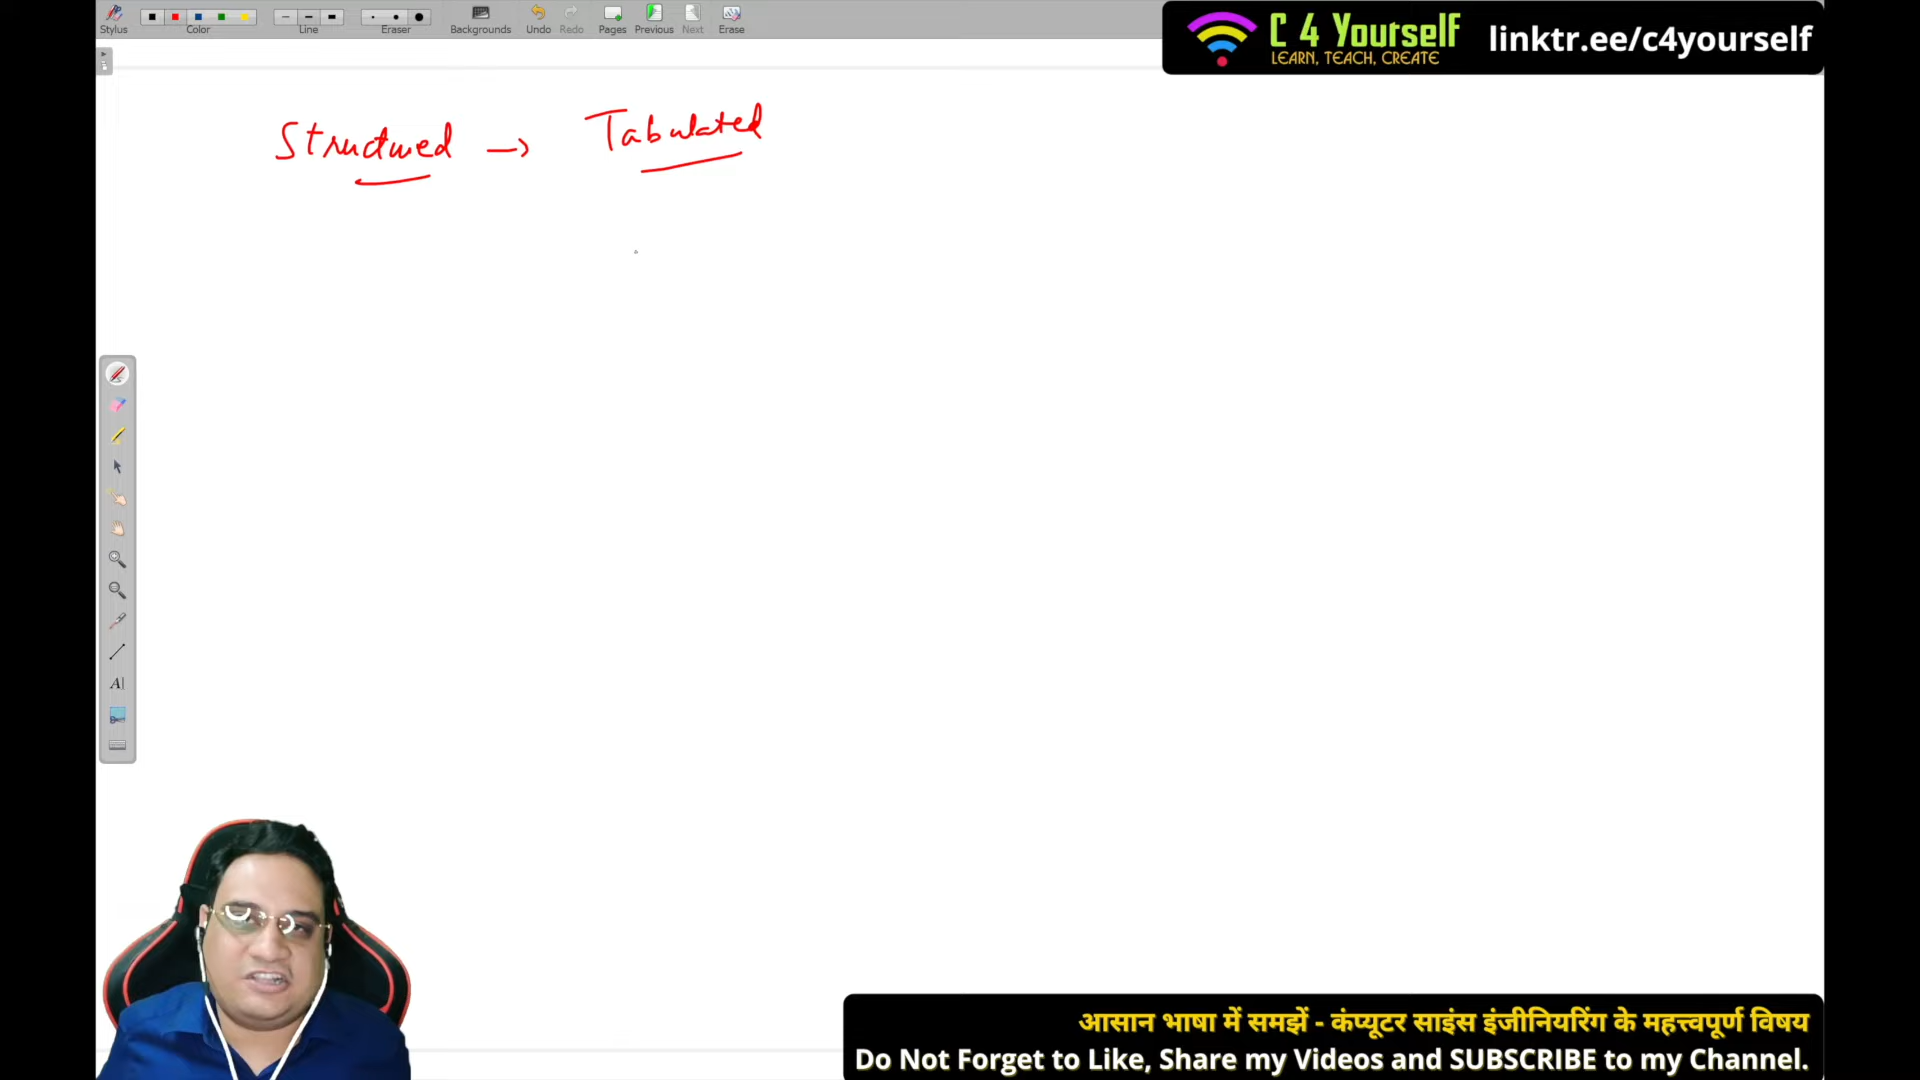 Stylus Color Line Eraser Backgrounds Undo Redo Pages Previous Next Erase
C 4 Yourself
LEARN, TEACH, CREATE
linktr.ee/c4yourself
Structured → Tabulated
A|
आसान भाषा में समझें - कंप्यूटर साइंस इंजीनियरिंग के महत्त्वपूर्ण विषय
Do Not Forget to Like, Share my Videos and SUBSCRIBE to my Channel.